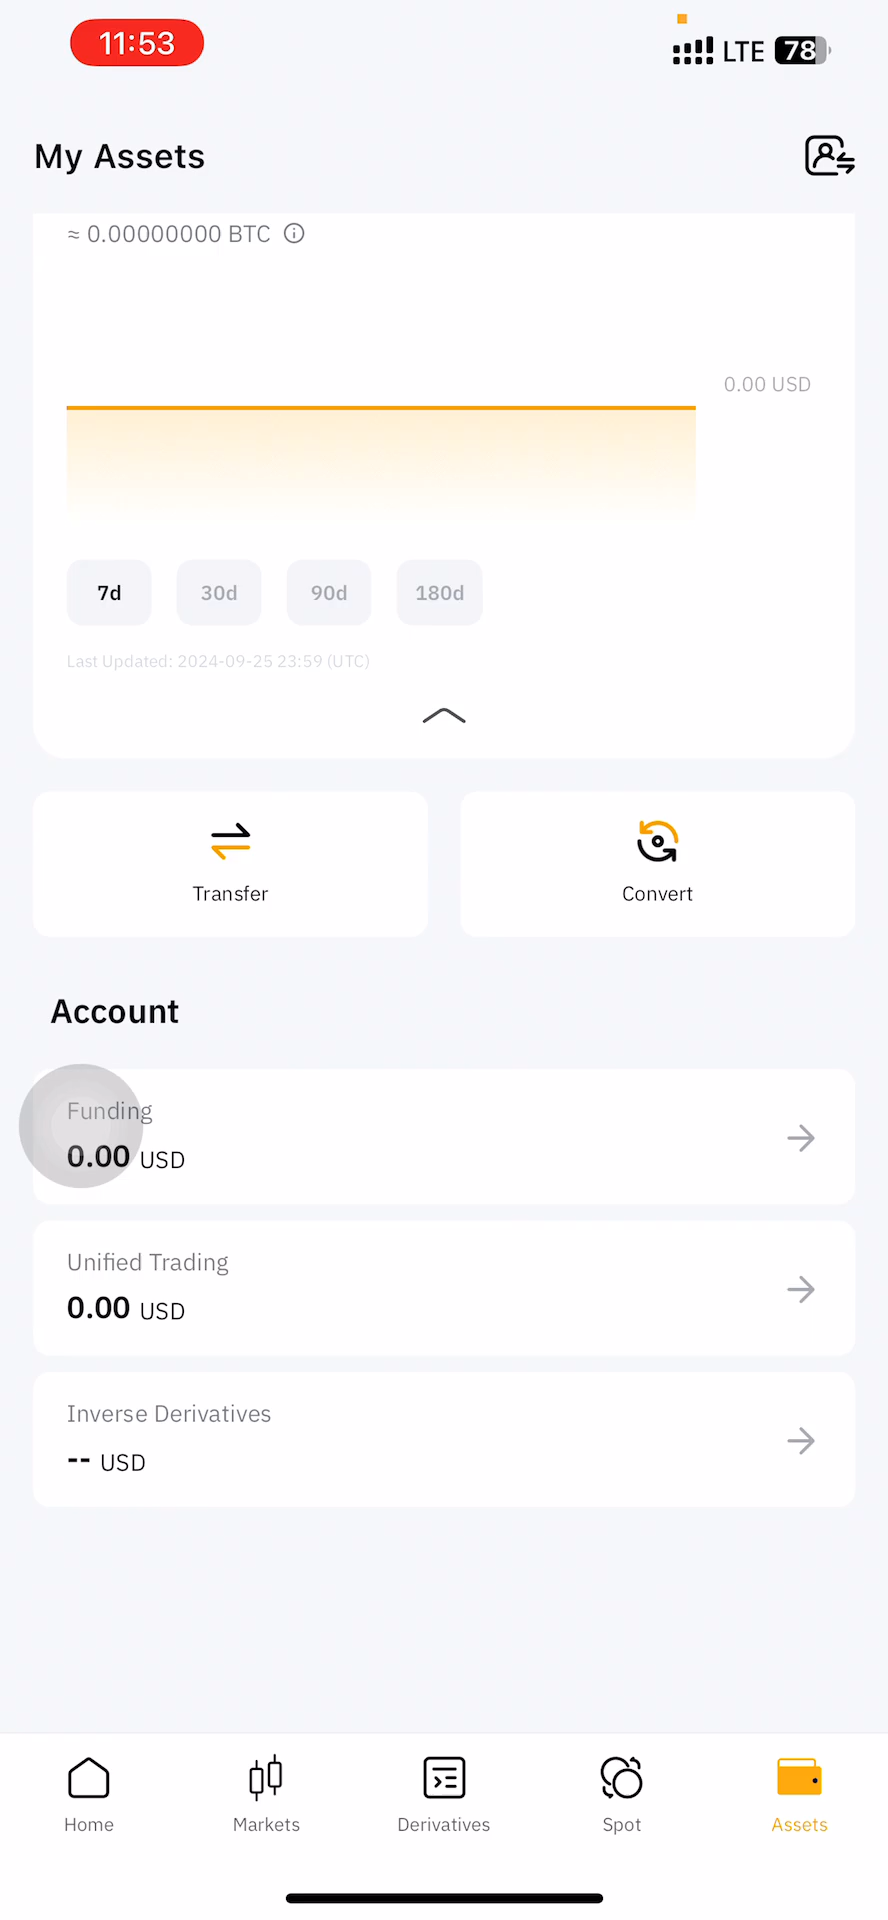 11:53
LTE 78
My Assets
≈ 0.00000000 BTC
0.00 USD
7d 30d 90d 180d
Last Updated: 2024-09-25 23:59 (UTC)
Transfer Convert
Account
Funding
0.00 USD
Unified Trading
0.00 USD
Inverse Derivatives
-- USD
Home Markets Derivatives Spot Assets